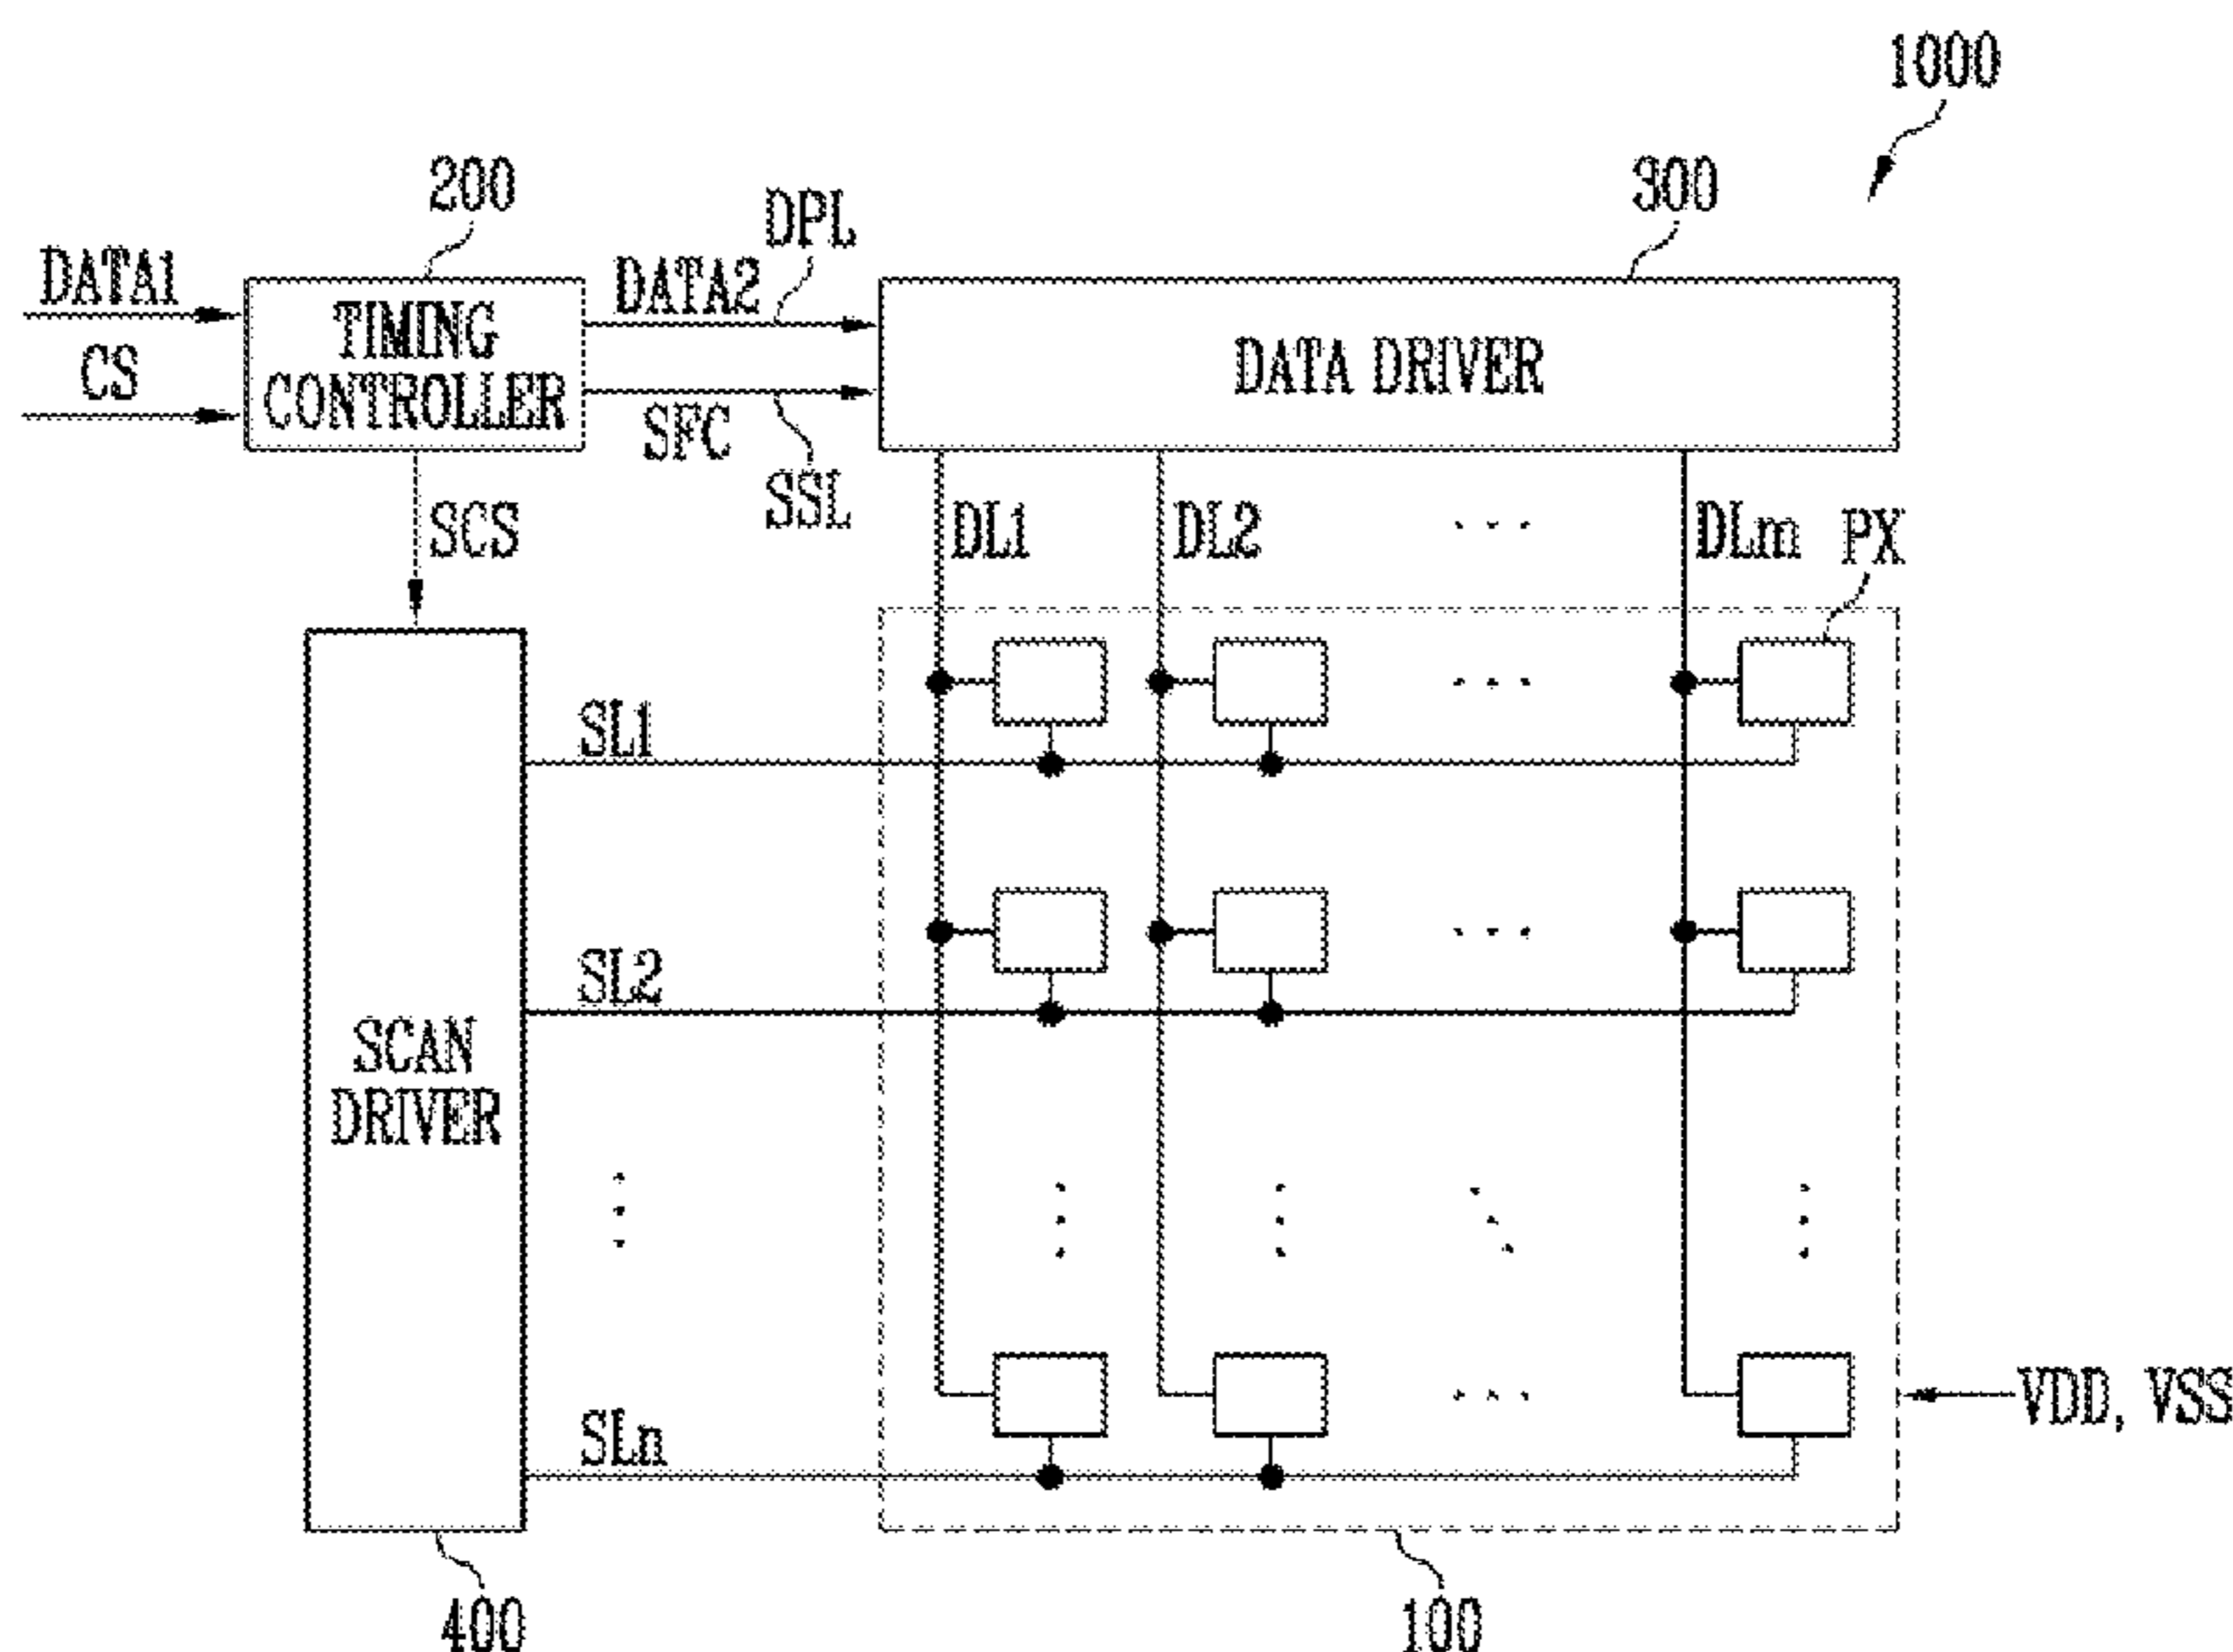 1000
200
300
DPL
DATA1
DATA2
TIMING
CONTROLLER
DATA DRIVER
CS
SFC
SSL
SCS
DL1
DL2
DLm
PX
SL1
SL2
SCAN
DRIVER
SLn
VDD, VSS
400
100